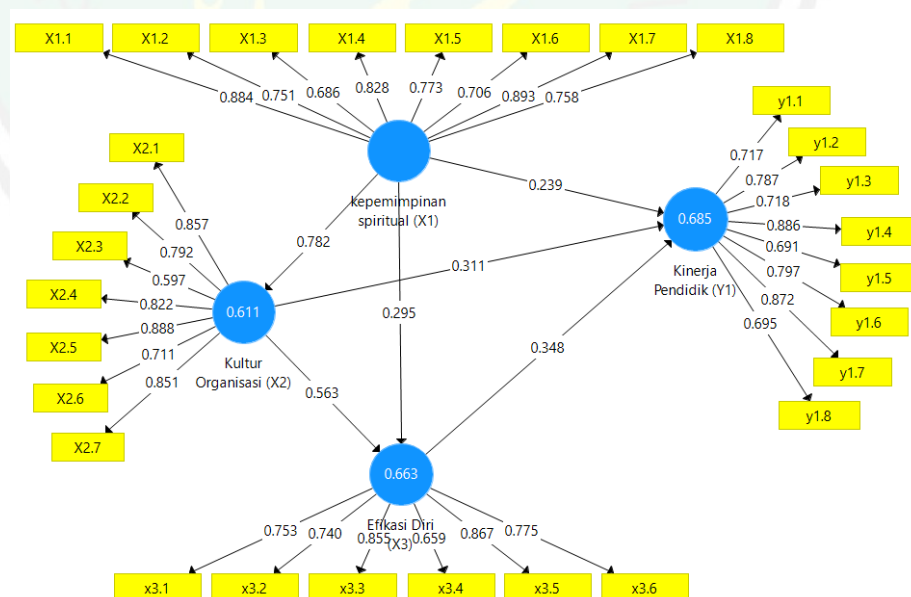 X1.1 X1.2 X1.3 X1.4 X1.5 X1.6 X1.7 X1.8
0.884 0.751 0.686 0.828 0.773 0.706 0.893 0.758
kepemimpinan
spiritual (X1)
X2.1
X2.2
X2.3
X2.4
X2.5
X2.6
X2.7
0.857
0.792
0.597
0.822
0.888
0.711
0.851
0.611
Kultur
Organisasi (X2)
0.782
0.295
0.239
0.311
0.563
0.348
0.685
Kinerja
Pendidik (Y1)
y1.1
y1.2
y1.3
y1.4
y1.5
y1.6
y1.7
y1.8
0.717
0.787
0.718
0.886
0.691
0.797
0.872
0.695
0.663
Efikasi Diri
(X3)
0.753 0.740 0.855 0.659 0.867 0.775
x3.1 x3.2 x3.3 x3.4 x3.5 x3.6